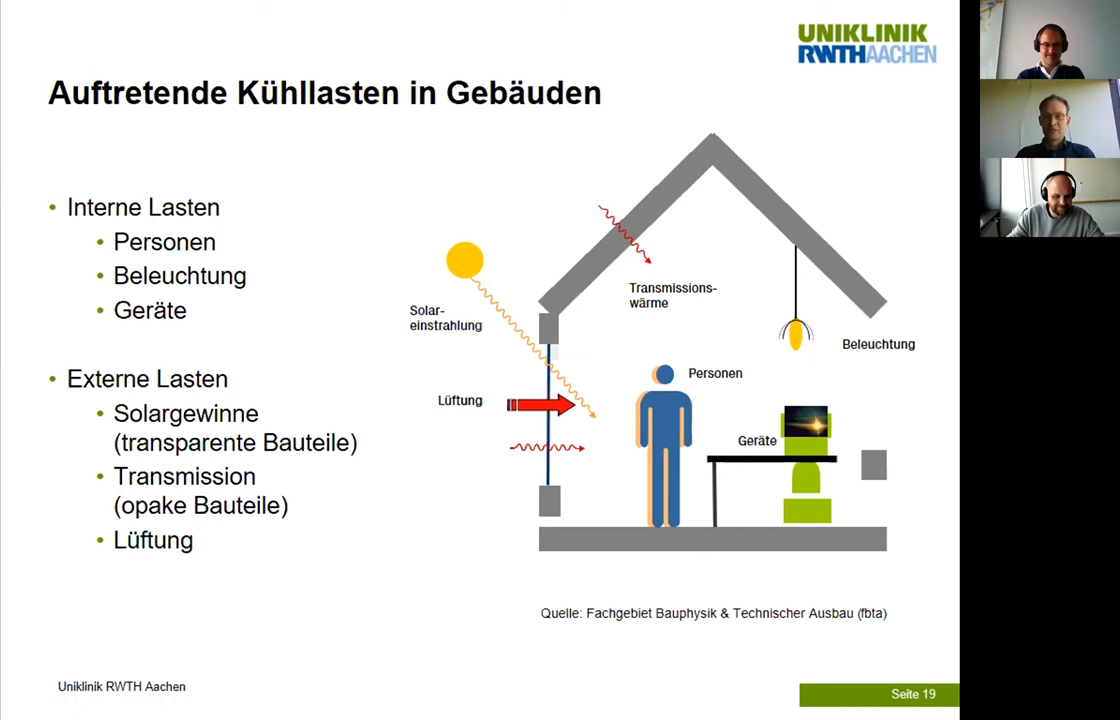 UNIKLINIK
RWTHAACHEN
Auftretende Kühllasten in Gebäuden
• Interne Lasten
• Personen
• Beleuchtung
• Geräte
• Externe Lasten
• Solargewinne
(transparente Bauteile)
• Transmission
(opake Bauteile)
• Lüftung
Solar-
einstrahlung
Transmissions-
wärme
Beleuchtung
Lüftung
Personen
Geräte
Quelle: Fachgebiet Bauphysik & Technischer Ausbau (fbta)
Uniklinik RWTH Aachen
Seite 19